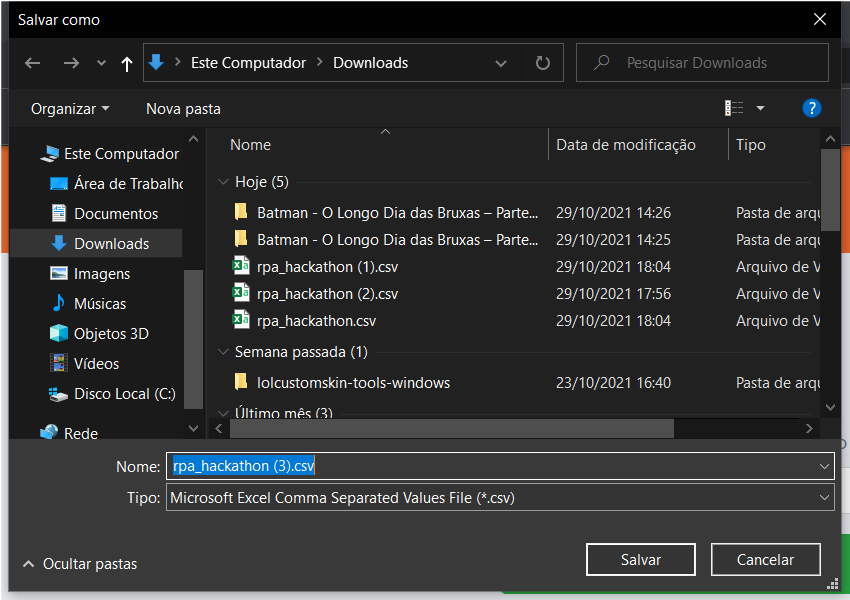 Salvar como
Este Computador
Downloads
Pesquisar Downloads
Organizar
Nova pasta
?
Este Computador
Área de Trabalho
Documentos
Downloads
Imagens
Músicas
Objetos 3D
Vídeos
Disco Local (C:)
Rede
Nome Data de modificação Tipo
Hoje (5)
Batman - O Longo Dia das Bruxas – Parte... 29/10/2021 14:26 Pasta de arqu
Batman - O Longo Dia das Bruxas – Parte... 29/10/2021 14:25 Pasta de arqu
rpa_hackathon (1).csv 29/10/2021 18:04 Arquivo de V
rpa_hackathon (2).csv 29/10/2021 17:56 Arquivo de V
rpa_hackathon.csv 29/10/2021 18:04 Arquivo de V
Semana passada (1)
lolcustomskin-tools-windows 23/10/2021 16:40 Pasta de arqu
Último mês (3)
Nome: rpa_hackathon (3).csv
Tipo: Microsoft Excel Comma Separated Values File (*.csv)
Ocultar pastas
Salvar
Cancelar